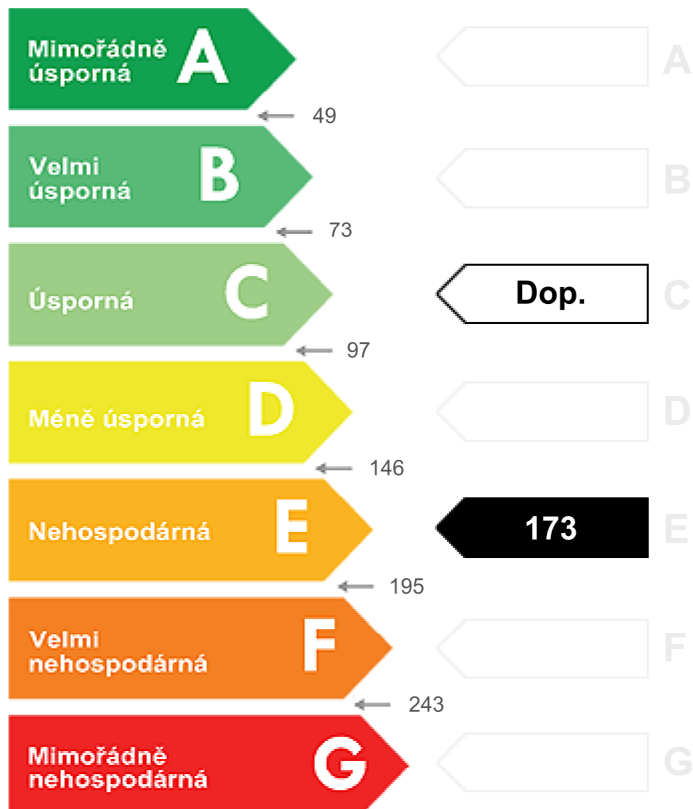 Mimořádně
úsporná
A
A
49
Velmi
úsporná
B
B
73
Úsporná
C
Dop.
C
97
Méně úsporná
D
D
146
Nehospodárná
E
173
E
195
Velmi
nehospodárná
F
F
243
Mimořádně
nehospodárná
G
G